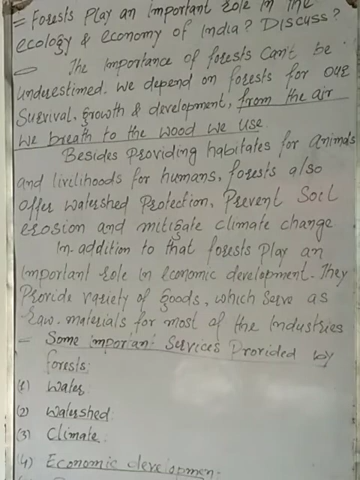 = Forests Play an important role in the
ecology & economy of India? Discuss?
The importance of forests Can't be
underestimed. We depend on forests for our
Survival, growth & development, from the air
we breath to the wood we use.
Besides Providing habitates for animals
and livelihoods for humans, forests also
offer watershed Protection, Prevent Soil
erosion and mitigate climate change
In-addition to that forests Play an
important role in economic development. They
Provide variety of goods, which serve as
raw-materials for most of the Industries
= Some imporant Services Provided by
forests:
(1) Water:
(2) Watershed:
(3) Climate:
(4) Economic developmen: